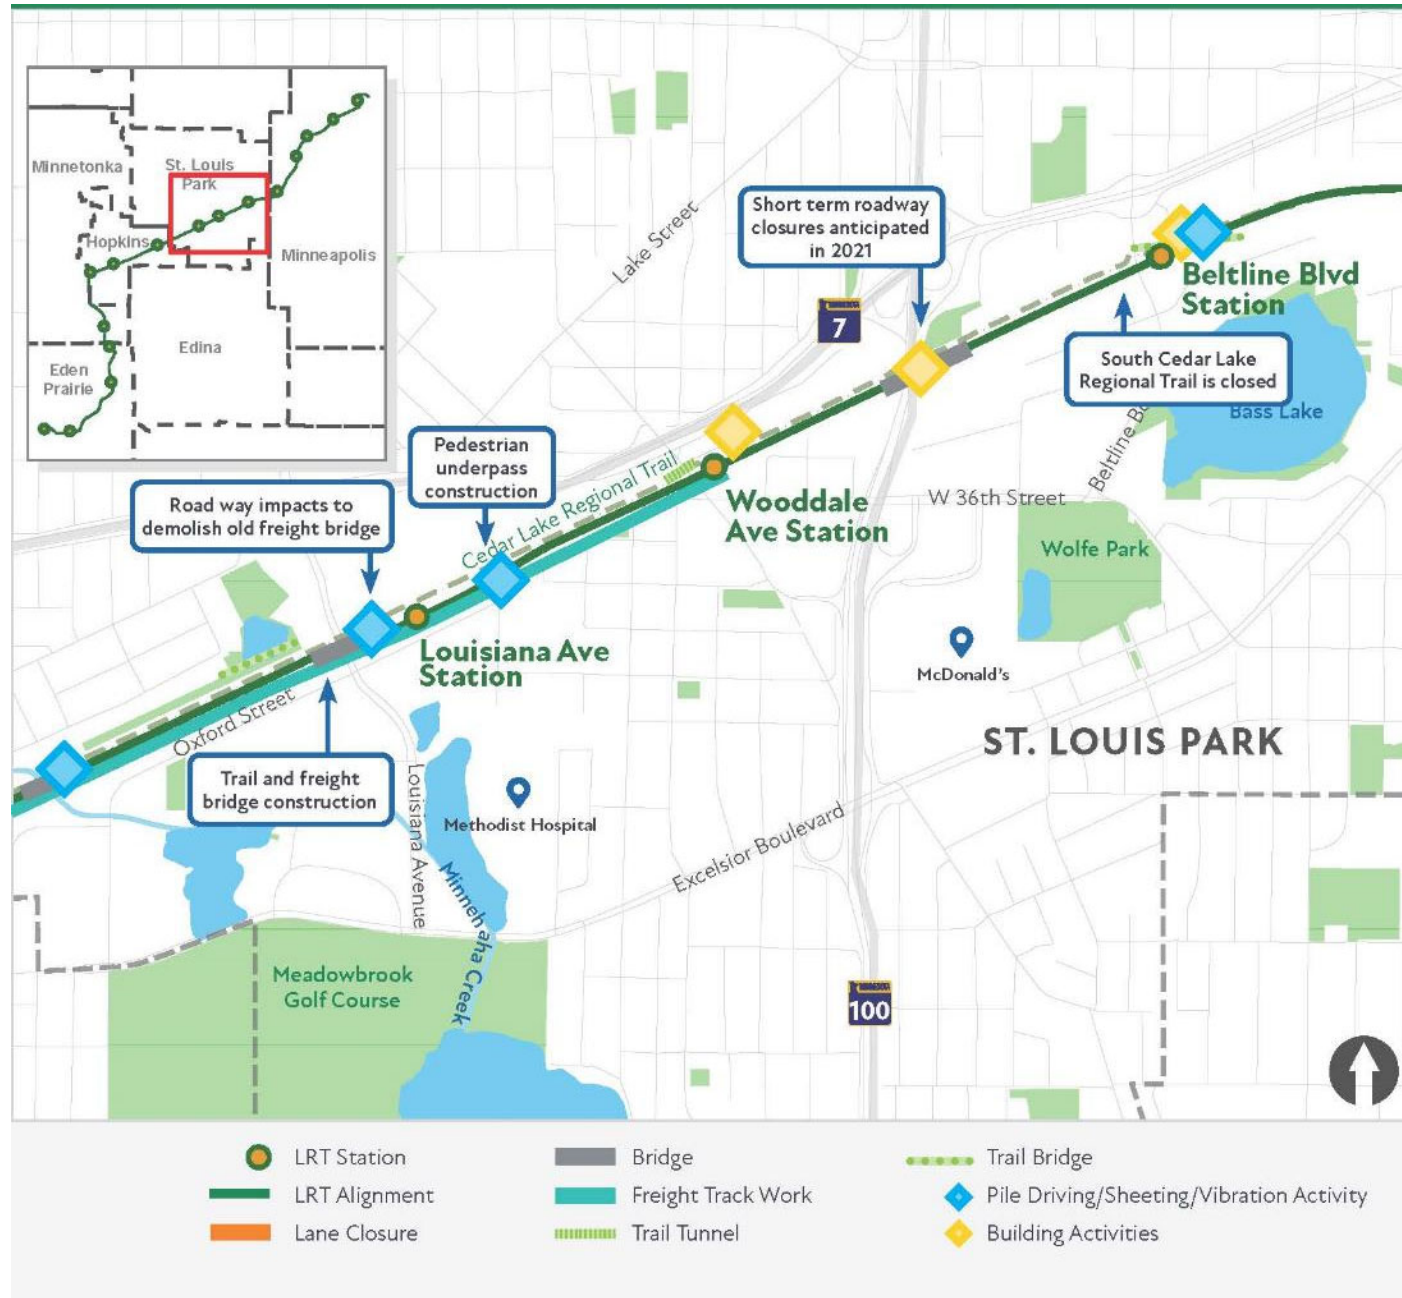 Minnetonka
St. Louis
Park
Hopkins
Minneapolis
Edina
Eden
Prairie
Lake Street
Short term roadway
closures anticipated
in 2021
7
Beltline Blvd
Station
South Cedar Lake
Regional Trail is closed
Bass Lake
Pedestrian
underpass
construction
Road way impacts to
demolish old freight bridge
Cedar Lake Regional Trail
Wooddale
Ave Station
W 36th Street
Wolfe Park
Beltline
Louisiana Ave
Station
McDonald's
Oxford Street
ST. LOUIS PARK
Trail and freight
bridge construction
Louisiana Avenue
Methodist Hospital
Excelsior Boulevard
Minnehaha Creek
Meadowbrook
Golf Course
100
LRT Station
LRT Alignment
Lane Closure
Bridge
Freight Track Work
Trail Tunnel
Trail Bridge
Pile Driving/Sheeting/Vibration Activity
Building Activities